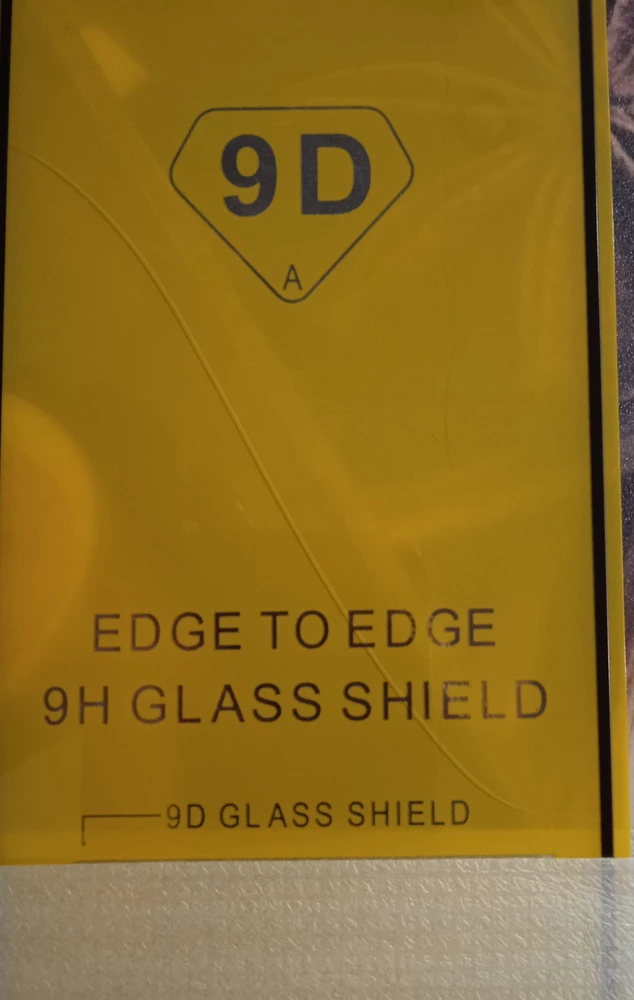 9D
A
EDGE TO EDGE
9H GLASS SHIELD
9D GLASS SHIELD